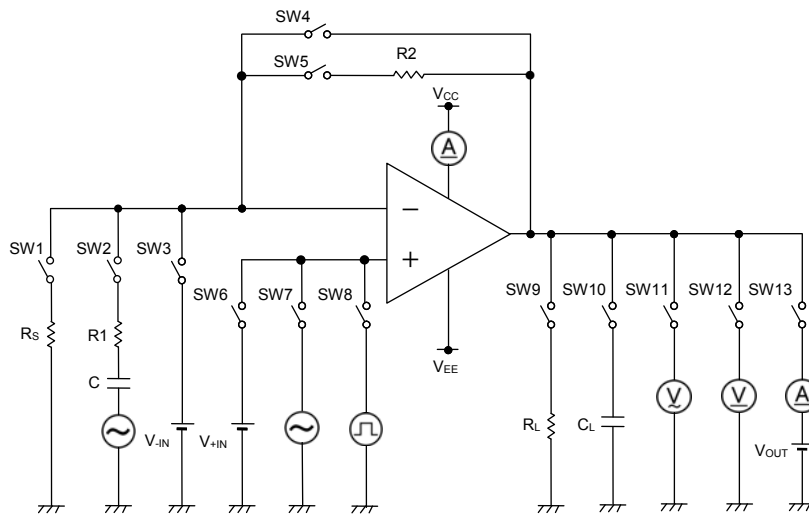 SW4
SW5
R2
VCC
A
SW1
SW2
SW3
−
+
SW6
SW7
SW8
SW9
SW10
SW11
SW12
SW13
RS
R1
VEE
C
V
V
A
RL
CL
V-IN
V+IN
VOUT